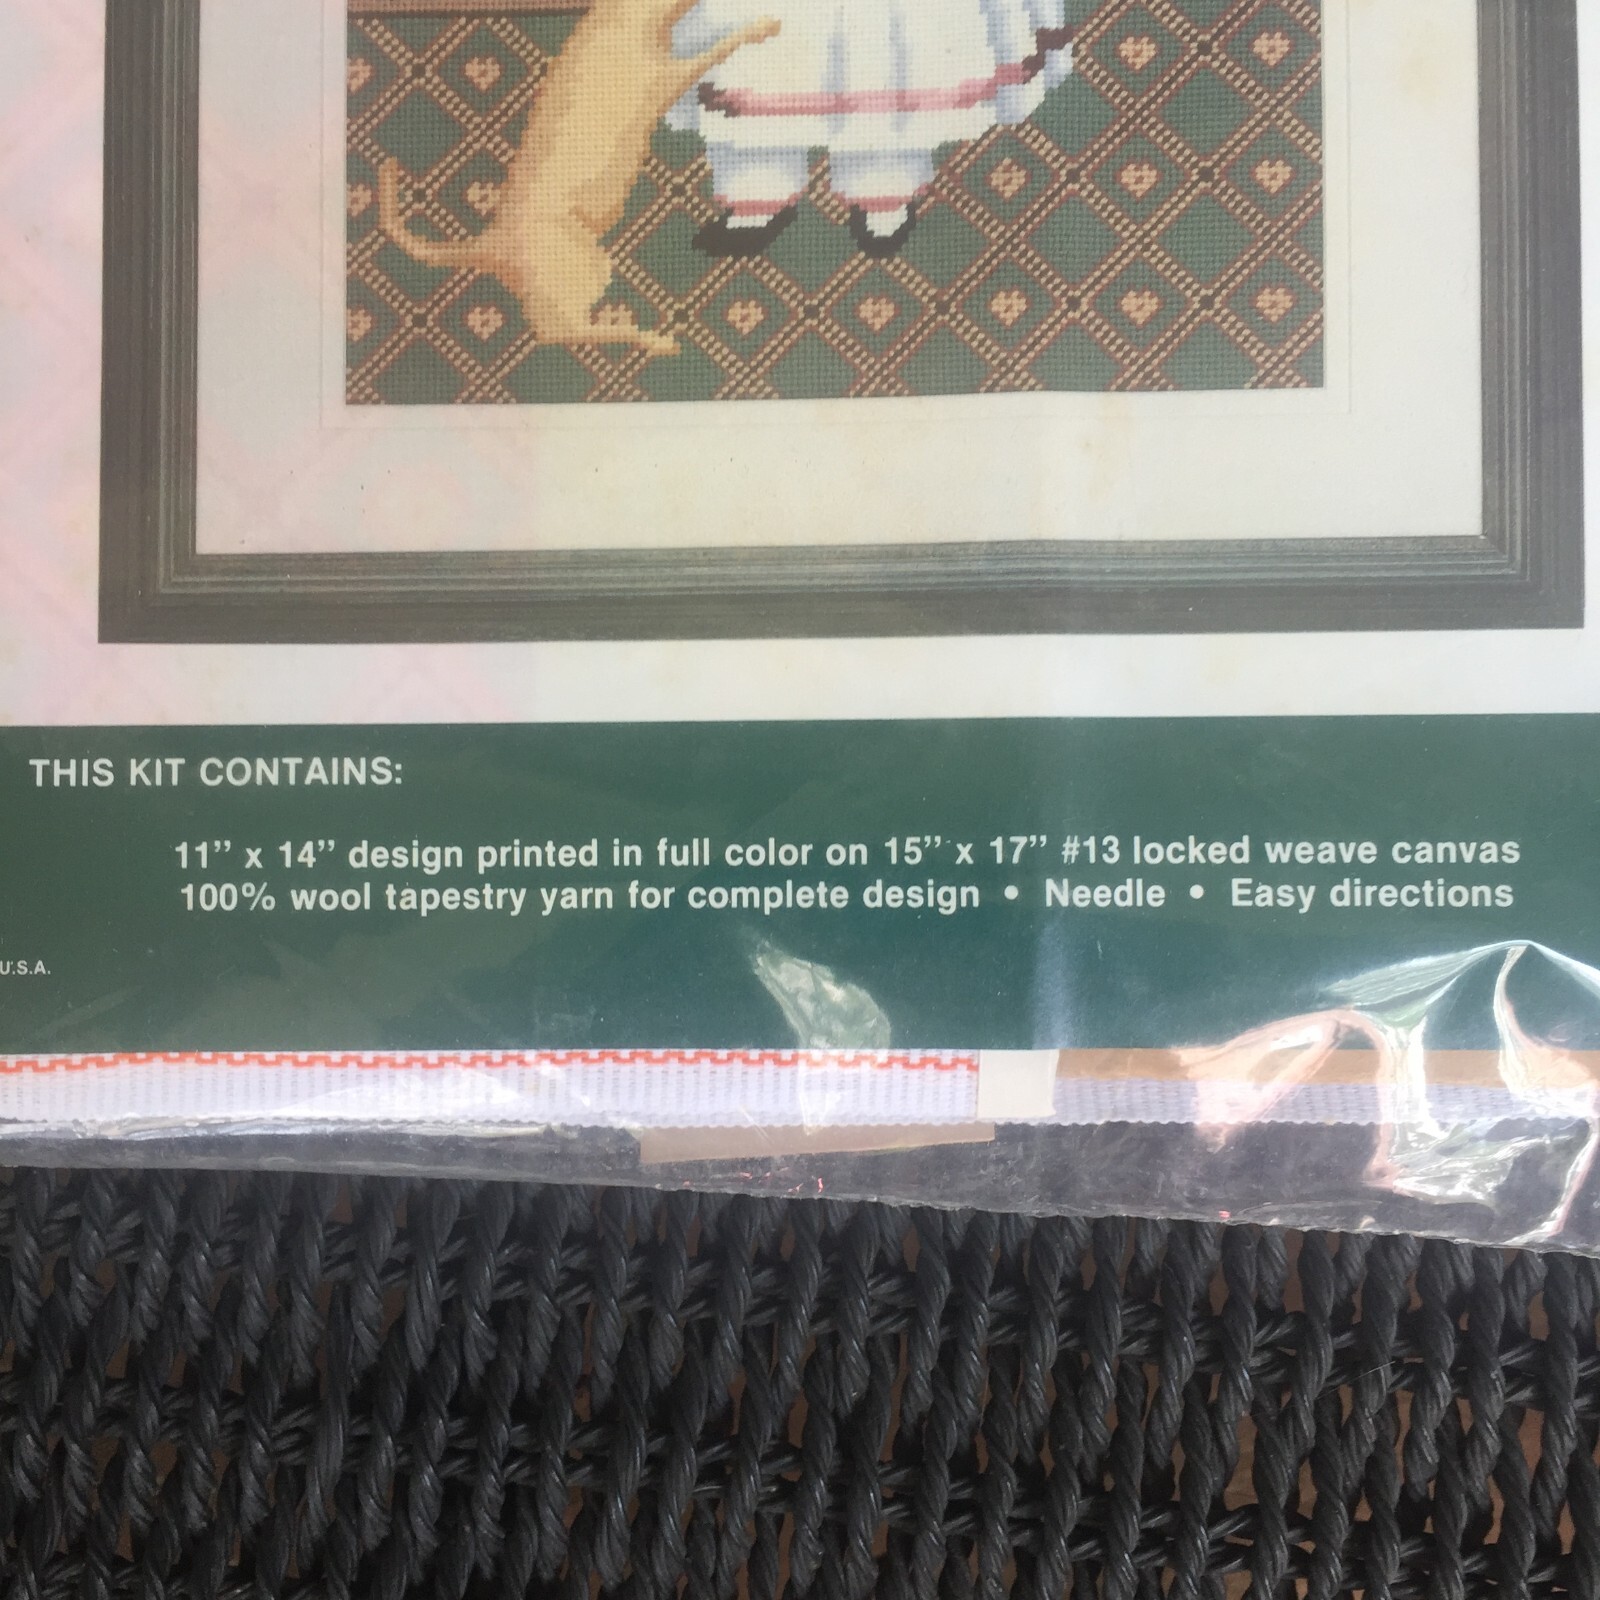 THIS KIT CONTAINS:
11” x 14” design printed in full color on 15” x 17” #13 locked weave canvas
100% wool tapestry yarn for complete design • Needle • Easy directions
U.S.A.